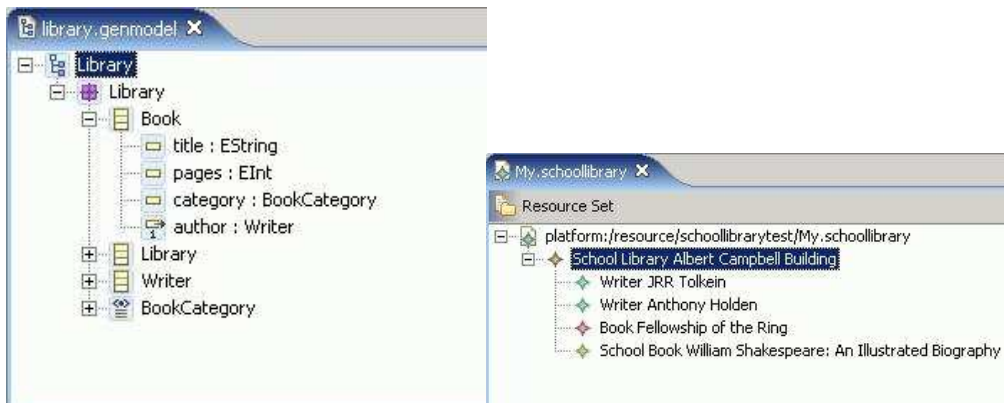 library.genmodel
Library
Library
Book
title : EString
pages : EInt
category : BookCategory
author : Writer
Library
Writer
BookCategory
My.schoollibrary
Resource Set
platform:/resource/schoollibrarytest/My.schoollibrary
School Library Albert Campbell Building
Writer JRR Tolkein
Writer Anthony Holden
Book Fellowship of the Ring
School Book William Shakespeare: An Illustrated Biography